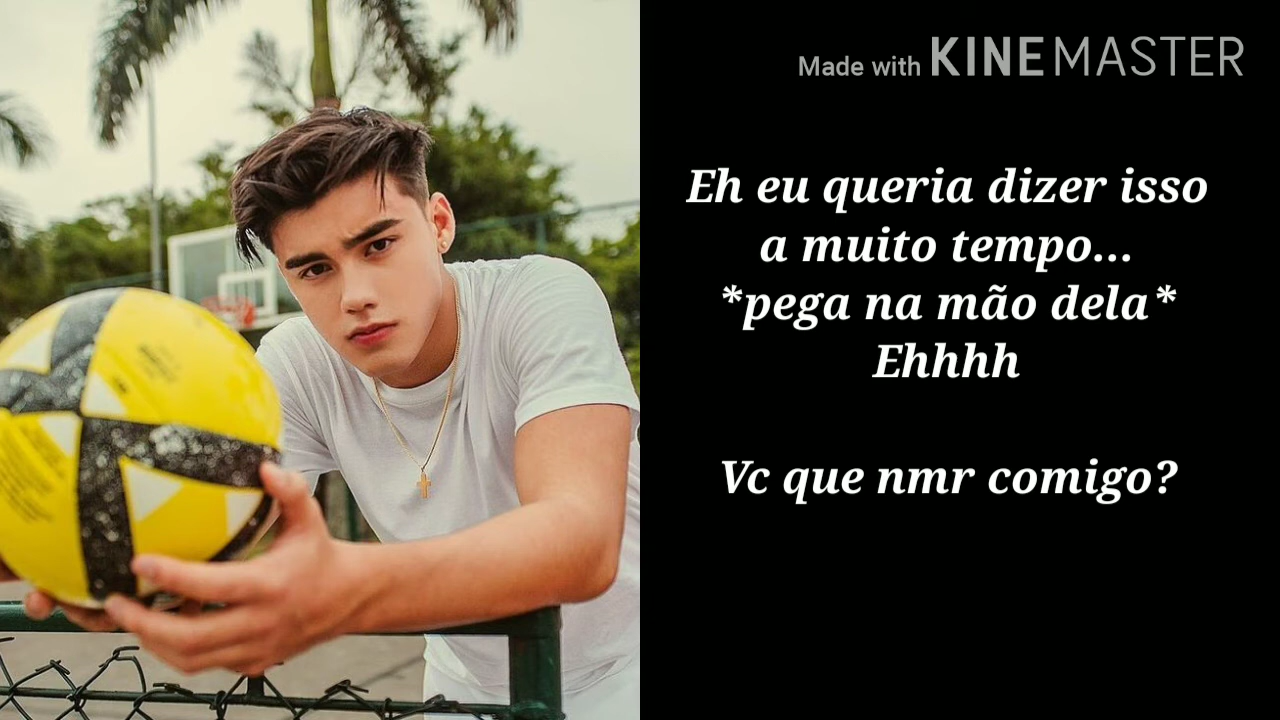 Made with KINEMASTER
Eh eu queria dizer isso
a muito tempo...
*pega na mão dela*
Ehhhh
Vc que nmr comigo?